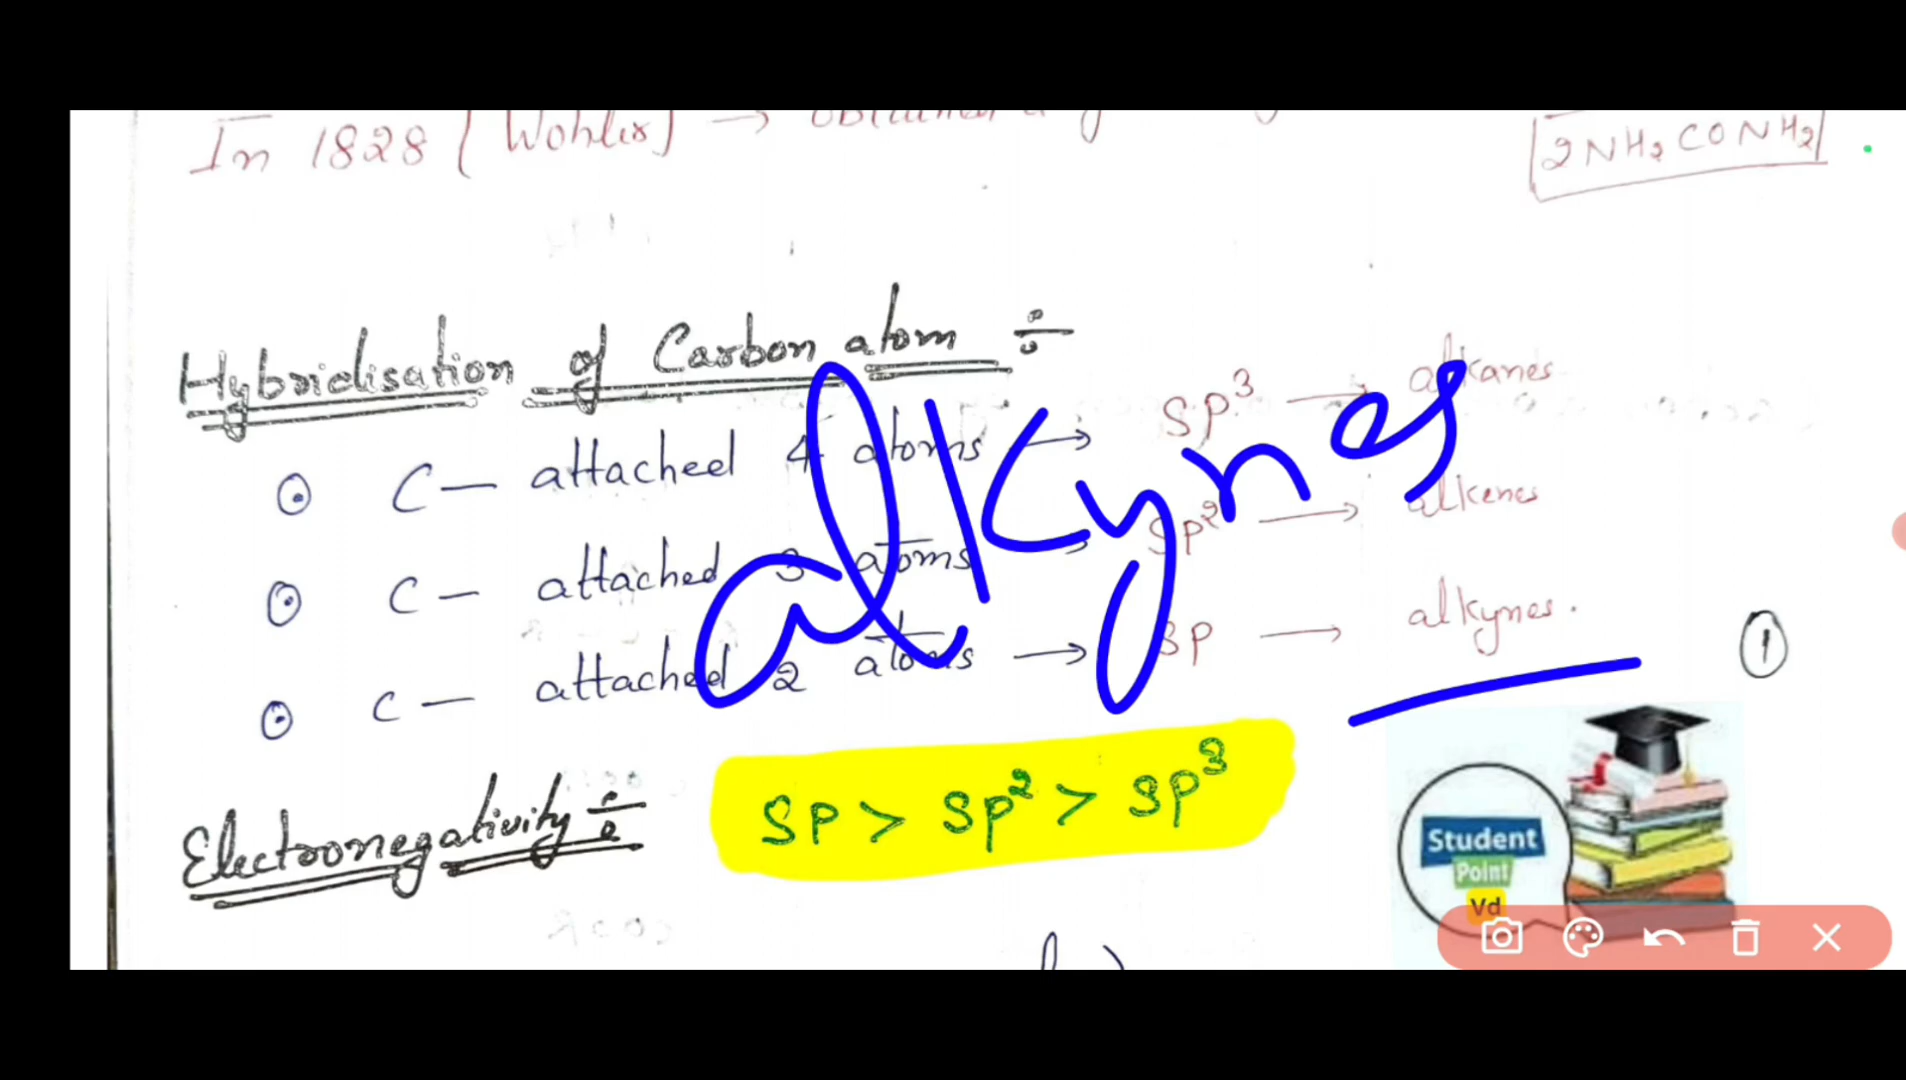 In 1828 (Wohler) →
2NH₂CONH₂
Hybridisation of Carbon atom ÷
C — attached 4 atoms → sp³ → alkanes
C — attached 3 atoms → sp² → alkenes
C — attached 2 atoms → sp → alkynes.
alkynes
1
Electronegativity ÷ sp > sp² > sp³
Student
Point
Vd